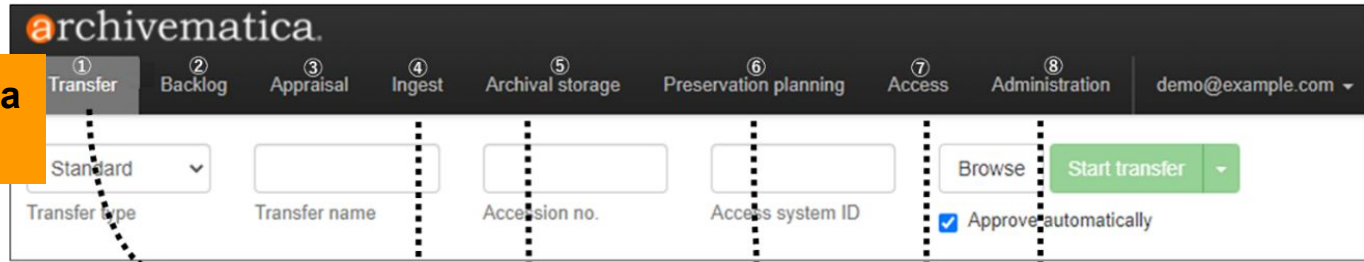 archivematica.
① ② ③ ④ ⑤ ⑥ ⑦ ⑧
a
Transfer Backlog Appraisal Ingest Archival storage Preservation planning Access Administration demo@example.com
Standard Browse Start transfer
Transfer type Transfer name Accession no. Access system ID Approve automatically